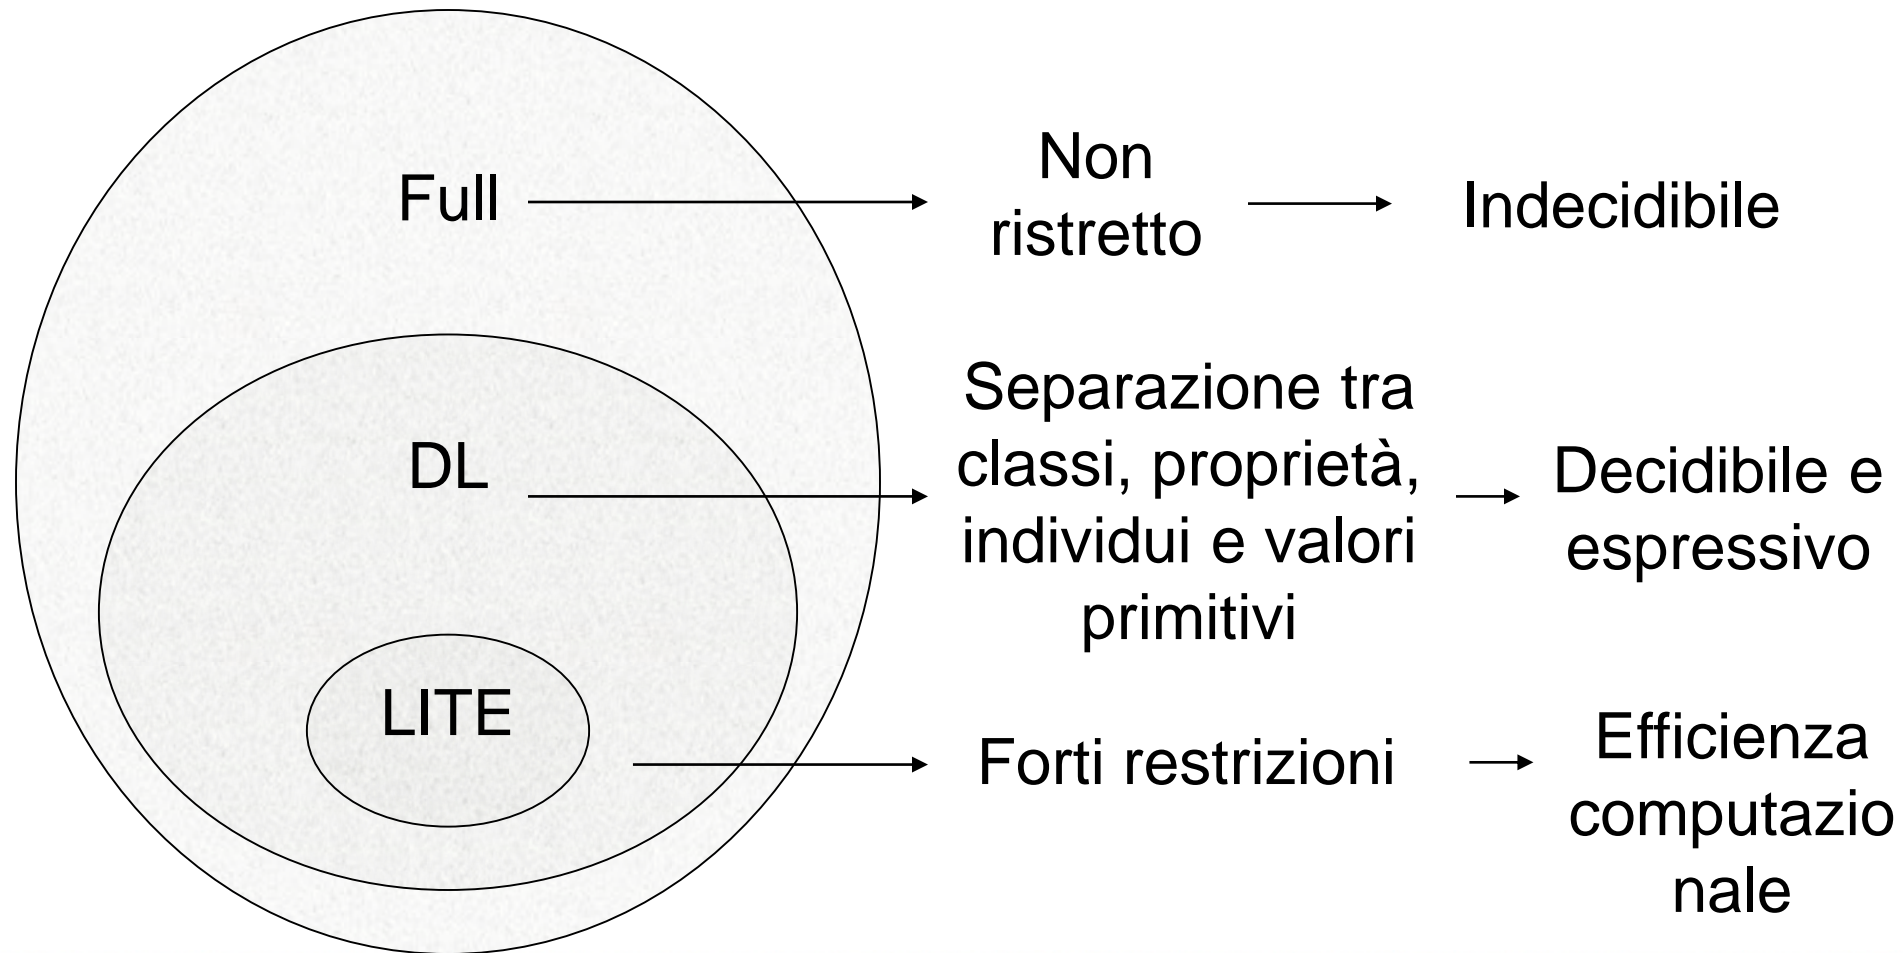 Full
Non
ristretto
Indecidibile
DL
Separazione tra
classi, proprietà,
individui e valori
primitivi
Decidibile e
espressivo
LITE
Forti restrizioni
Efficienza
computazio
nale